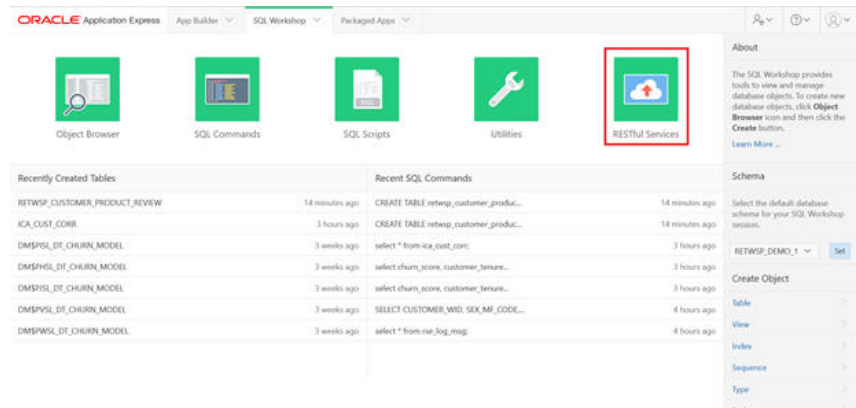 ORACLE Application Express App Builder SQL Workshop Packaged Apps
Object Browser
SQL Commands
SQL
SQL Scripts
Utilities
RESTful Services
About
The SQL Workshop provides
tools to view and manage
database objects. To create new
database objects, click Object
Browser icon and then click the
Create button.
Learn More ...
Recently Created Tables
RETWSP_CUSTOMER_PRODUCT_REVIEW 14 minutes ago
ICA_CUST_CORR 3 hours ago
DM$PISL_DT_CHURN_MODEL 3 weeks ago
DM$PHSL_DT_CHURN_MODEL 3 weeks ago
DM$PJSL_DT_CHURN_MODEL 3 weeks ago
DM$PVSL_DT_CHURN_MODEL 3 weeks ago
DM$PWSL_DT_CHURN_MODEL 3 weeks ago
Recent SQL Commands
CREATE TABLE retwsp_customer_produc... 14 minutes ago
CREATE TABLE retwsp_customer_produc... 14 minutes ago
select * from ica_cust_corr; 3 hours ago
select churn_score, customer_tenure... 3 hours ago
select churn_score, customer_tenure... 3 hours ago
SELECT CUSTOMER_WID, SEX_MF_CODE,... 4 hours ago
select * from rse_log_msg; 4 hours ago
Schema
Select the default database
schema for your SQL Workshop
session.
RETWSP_DEMO_1 Set
Create Object
Table
View
Index
Sequence
Type